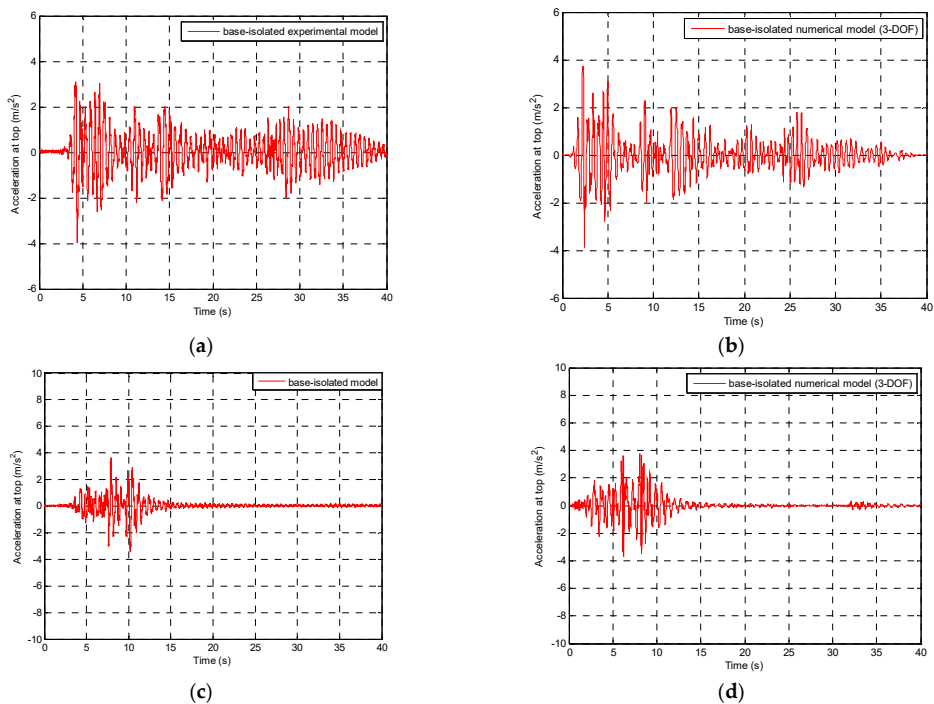 6
4
2
0
-2
-4
-6
Acceleration at top (m/s²)
base-isolated experimental model
0 5 10 15 20 25 30 35 40
Time (s)
(a)
6
4
2
0
-2
-4
-6
Acceleration at top (m/s²)
base-isolated numerical model (3-DOF)
0 5 10 15 20 25 30 35 40
Time (s)
(b)
10
8
6
4
2
0
-2
-4
-6
-8
-10
Acceleration at top (m/s²)
base-isolated model
0 5 10 15 20 25 30 35 40
Time (s)
(c)
10
8
6
4
2
0
-2
-4
-6
-8
-10
Acceleration at top (m/s²)
base-isolated numerical model (3-DOF)
0 5 10 15 20 25 30 35 40
Time (s)
(d)